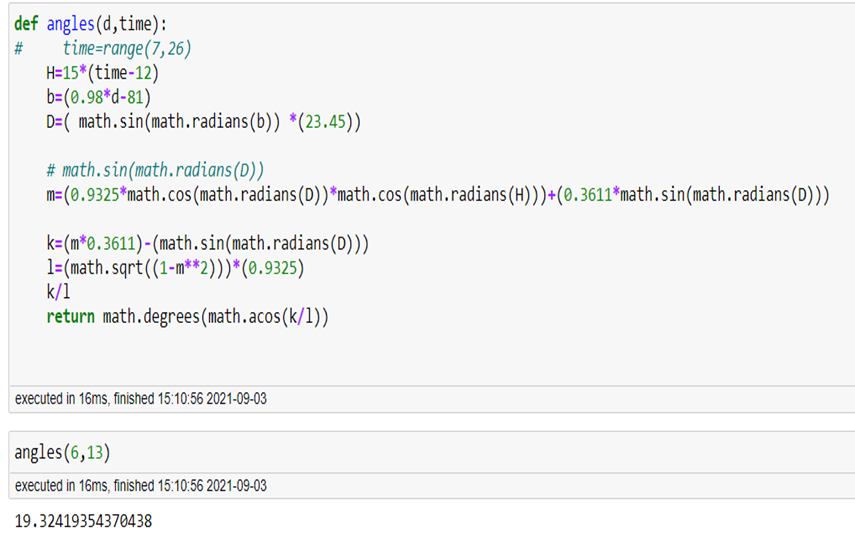 def angles(d,time):
#     time=range(7,26)
    H=15*(time-12)
    b=(0.98*d-81)
    D=( math.sin(math.radians(b)) *(23.45))
    # math.sin(math.radians(D))
    m=(0.9325*math.cos(math.radians(D))*math.cos(math.radians(H)))+(0.3611*math.sin(math.radians(D)))
    k=(m*0.3611)-(math.sin(math.radians(D)))
    l=(math.sqrt((1-m**2)))*(0.9325)
    k/l
    return math.degrees(math.acos(k/l))
executed in 16ms, finished 15:10:56 2021-09-03
angles(6,13)
executed in 16ms, finished 15:10:56 2021-09-03
19.32419354370438